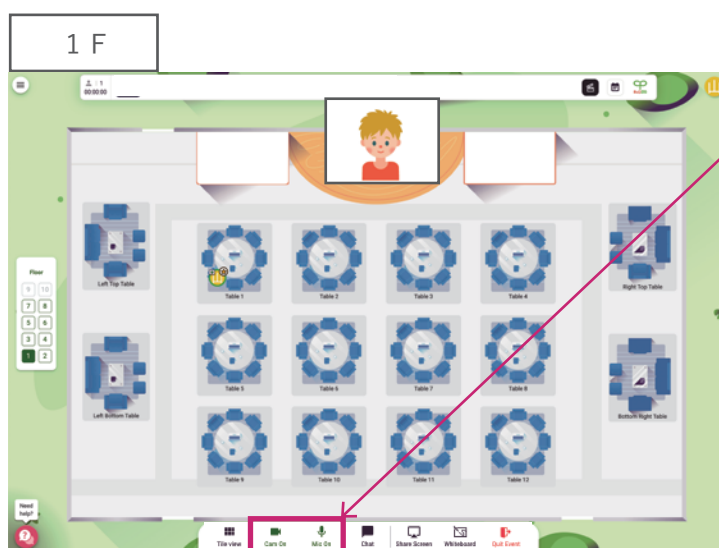 1 F
1
00:00:00
Left Top Table
Table 1
Table 2
Table 3
Table 4
Right Top Table
Floor
9 10
7 8
5 6
3 4
1 2
Table 5
Table 6
Table 7
Table 8
Left Bottom Table
Bottom Right Table
Table 9
Table 10
Table 11
Table 12
Need
help?
Tile view
Cam On
Mic On
Chat
Share Screen
Whiteboard
Quit Event